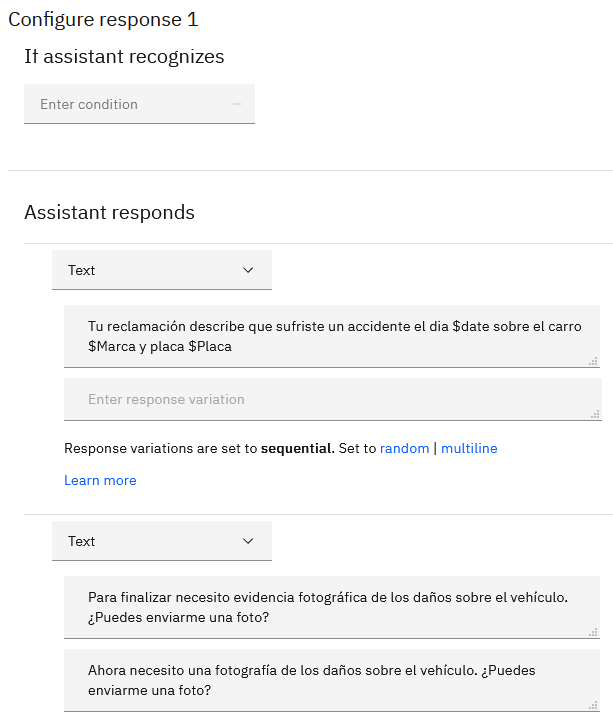 Configure response 1
If assistant recognizes
Enter condition
Assistant responds
Text
Tu reclamación describe que sufriste un accidente el dia $date sobre el carro
$Marca y placa $Placa
Enter response variation
Response variations are set to sequential. Set to random | multiline
Learn more
Text
Para finalizar necesito evidencia fotográfica de los daños sobre el vehículo.
¿Puedes enviarme una foto?
Ahora necesito una fotografía de los daños sobre el vehículo. ¿Puedes
enviarme una foto?